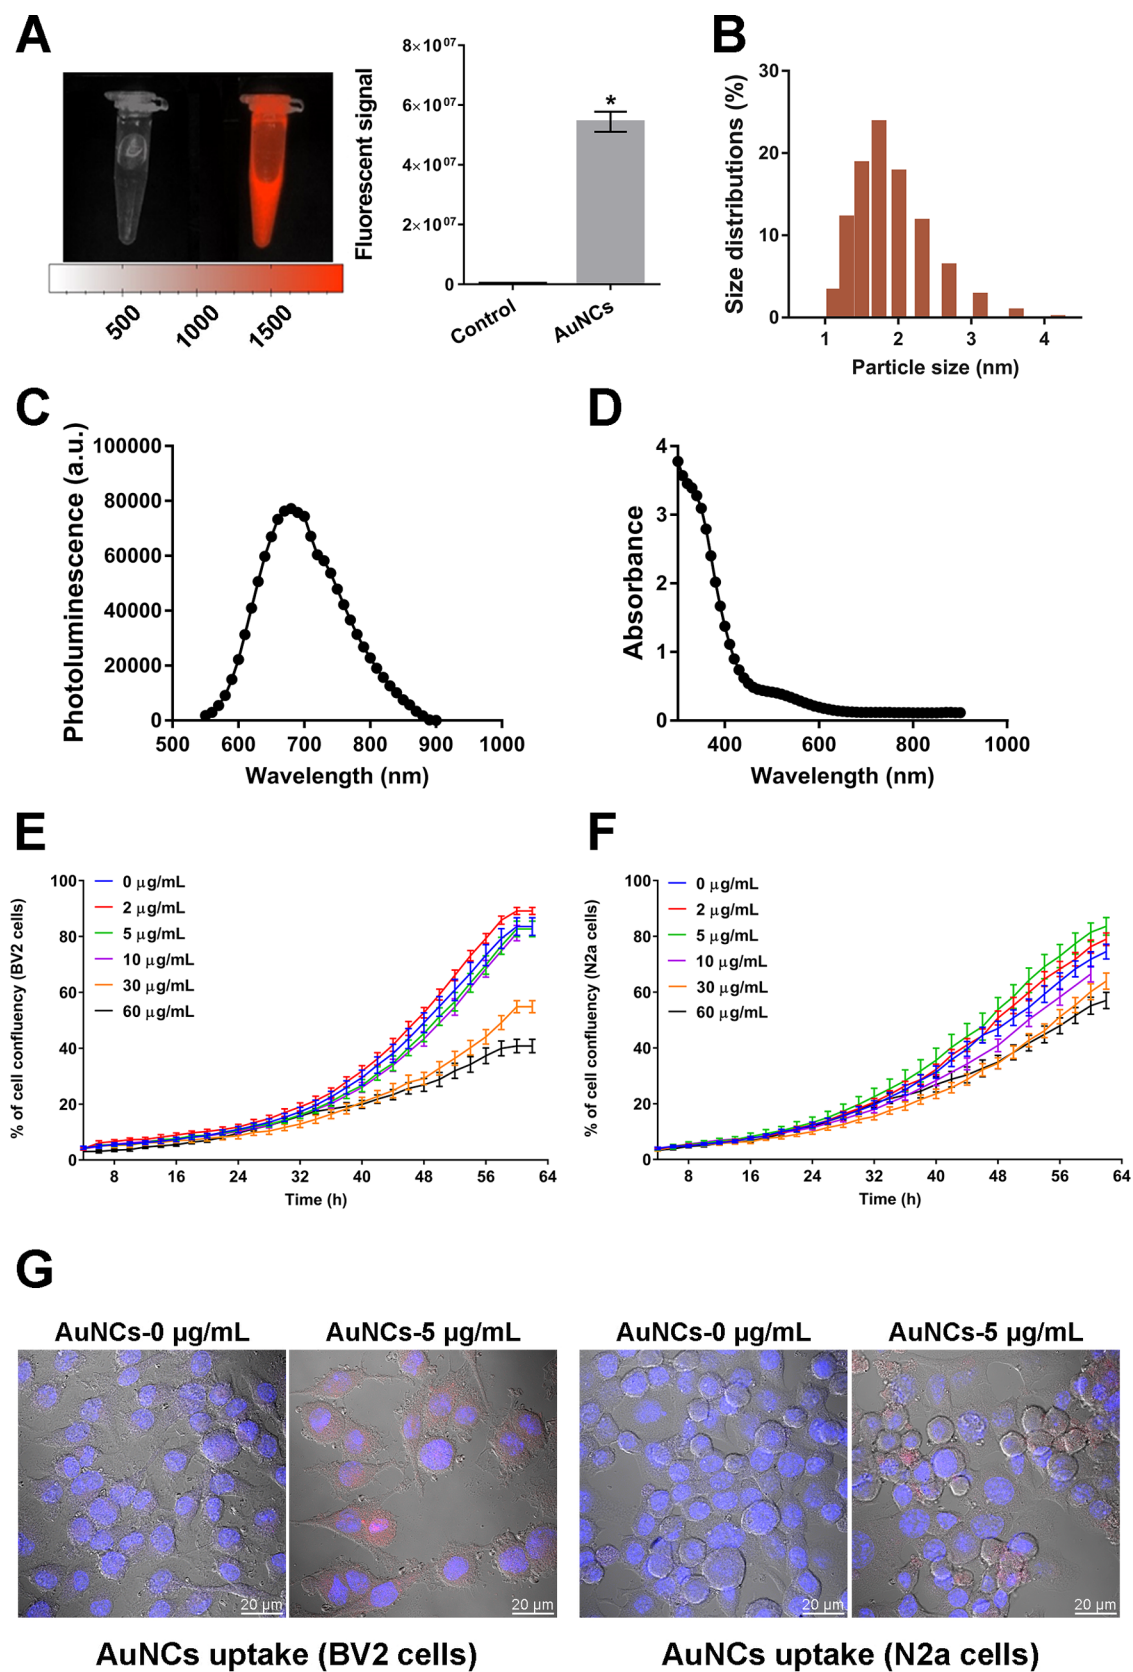 A
Fluorescent signal
8×10⁰⁷
6×10⁰⁷
4×10⁰⁷
2×10⁰⁷
0
*
Control
AuNCs
500
1000
1500
B
Size distributions (%)
30
20
10
0
1 2 3 4
Particle size (nm)
C
Photoluminescence (a.u.)
100000
80000
60000
40000
20000
0
500 600 700 800 900 1000
Wavelength (nm)
D
Absorbance
4
3
2
1
0
400 600 800 1000
Wavelength (nm)
E
% of cell confluency (BV2 cells)
100
80
60
40
20
0
0 μg/mL
2 μg/mL
5 μg/mL
10 μg/mL
30 μg/mL
60 μg/mL
8 16 24 32 40 48 56 64
Time (h)
F
% of cell confluency (N2a cells)
100
80
60
40
20
0
0 μg/mL
2 μg/mL
5 μg/mL
10 μg/mL
30 μg/mL
60 μg/mL
8 16 24 32 40 48 56 64
Time (h)
G
AuNCs-0 μg/mL
AuNCs-5 μg/mL
AuNCs-0 μg/mL
AuNCs-5 μg/mL
20 μm
20 μm
20 μm
20 μm
AuNCs uptake (BV2 cells)
AuNCs uptake (N2a cells)